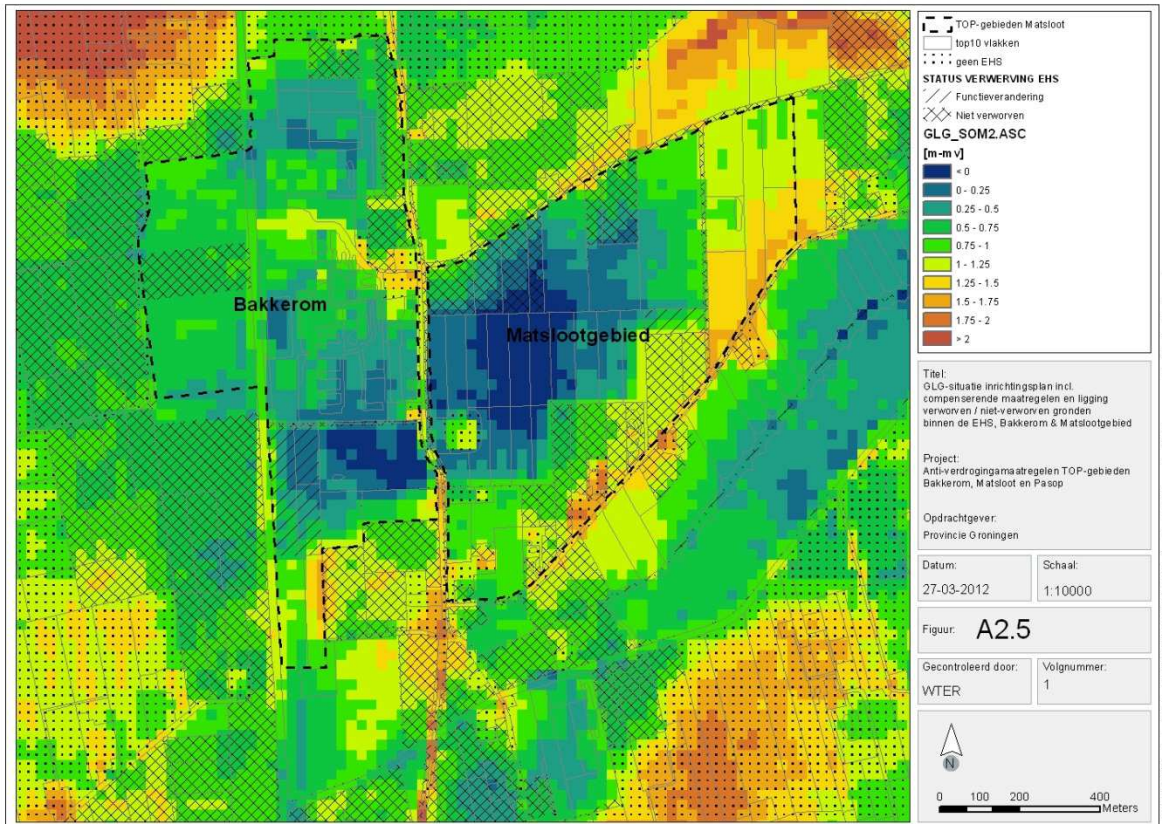 Bakkerom
Matslootgebied
TOP-gebieden Matsloot
top10 vlakken
geen EHS
STATUS VERWERVING EHS
Functieverandering
Niet verworven
GLG_SOM2.ASC
[m-mv]
< 0
0 - 0.25
0.25 - 0.5
0.5 - 0.75
0.75 - 1
1 - 1.25
1.25 - 1.5
1.5 - 1.75
1.75 - 2
> 2
Titel:
GLG-situatie inrichtingsplan incl.
compenserende maatregelen en ligging
verworven / niet-verworven gronden
binnen de EHS, Bakkerom & Matslootgebied
Project:
Anti-verdrogingamaatregelen TOP-gebieden
Bakkerom, Matsloot en Pasop
Opdrachtgever:
Provincie Groningen
Datum:
27-03-2012
Schaal:
1:10000
Figuur: A2.5
Gecontroleerd door:
WTER
Volgnummer:
1
N
0 100 200 400
Meters